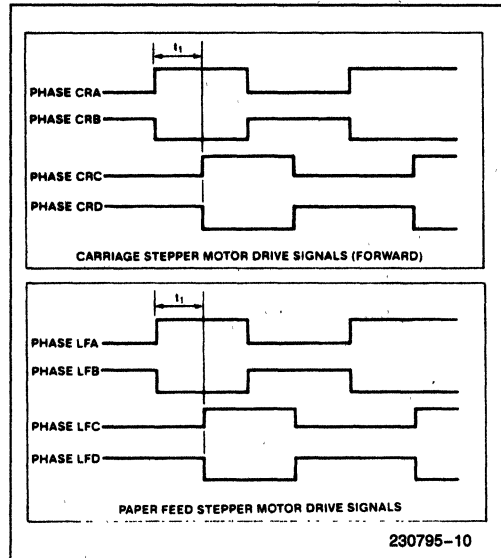 t₁
PHASE CRA
PHASE CRB
PHASE CRC
PHASE CRD
CARRIAGE STEPPER MOTOR DRIVE SIGNALS (FORWARD)
t₁
PHASE LFA
PHASE LFB
PHASE LFC
PHASE LFD
PAPER FEED STEPPER MOTOR DRIVE SIGNALS
230795-10